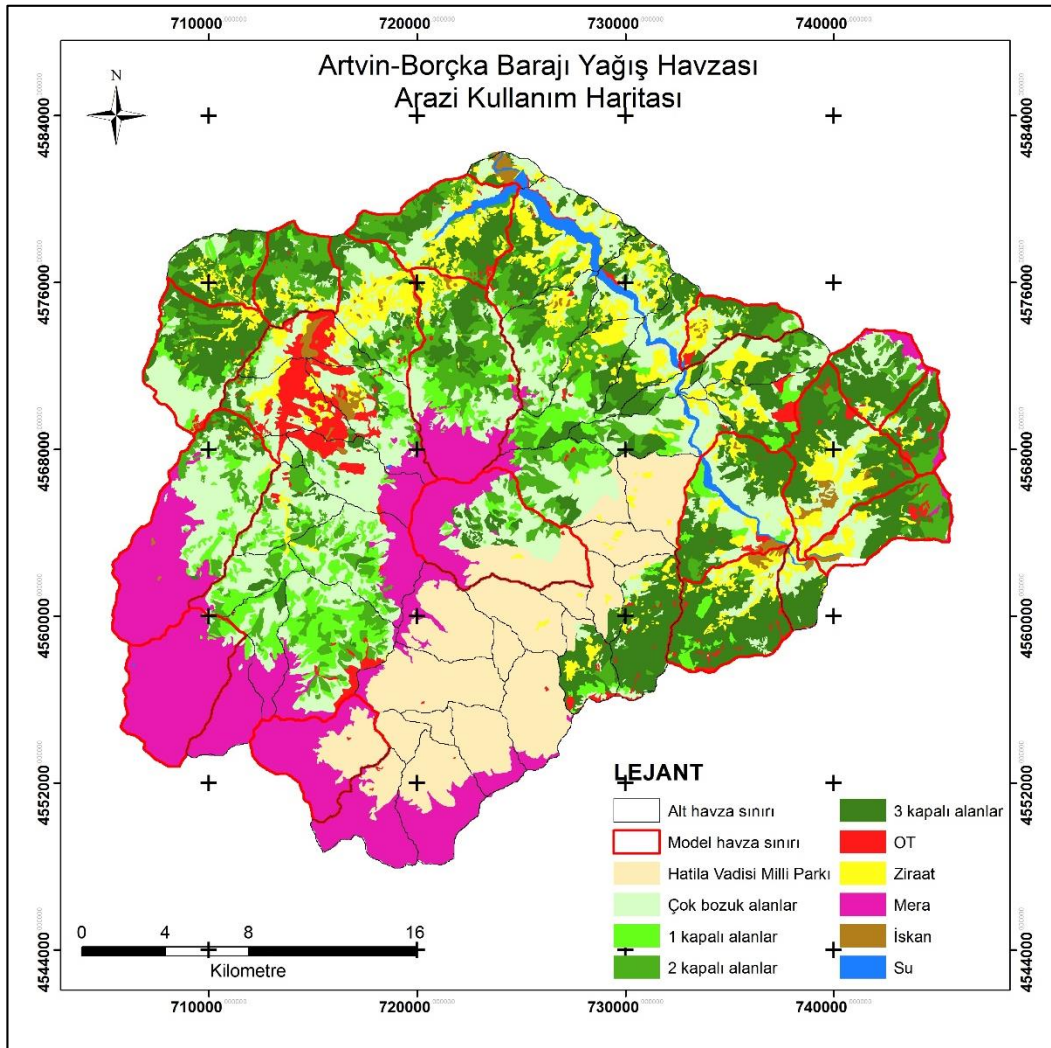 710000 720000 730000 740000
Artvin-Borçka Barajı Yağış Havzası
Arazi Kullanım Haritası
N
4584000 4584000
4576000 4576000
4568000 4568000
4560000 4560000
4552000 4552000
4544000 4544000
LEJANT
Alt havza sınırı
Model havza sınırı
Hatila Vadisi Milli Parkı
Çok bozuk alanlar
1 kapalı alanlar
2 kapalı alanlar
3 kapalı alanlar
OT
Ziraat
Mera
İskan
Su
0 4 8 16
Kilometre
710000 720000 730000 740000